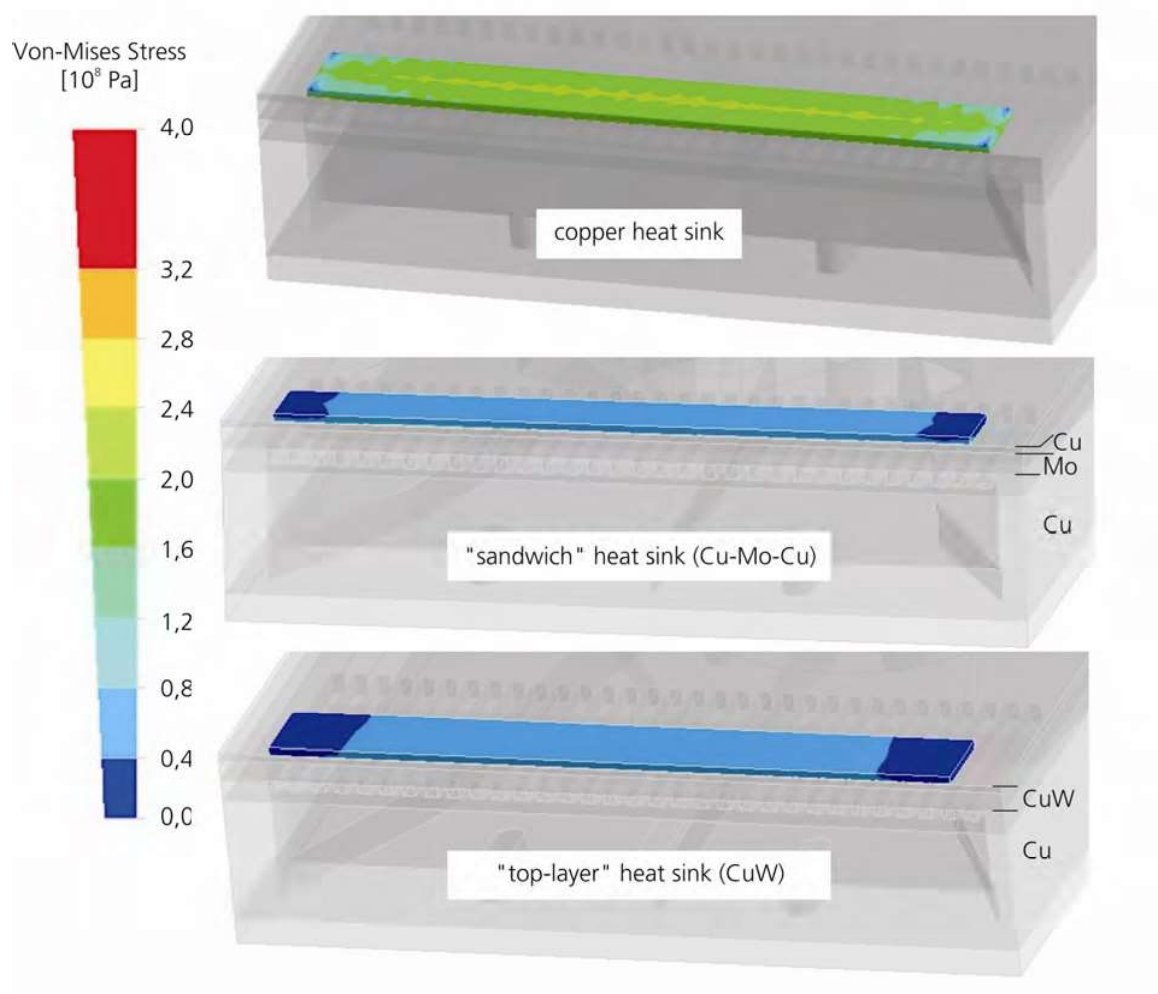 Von-Mises Stress
[10⁸ Pa]
4,0
3,2
2,8
2,4
2,0
1,6
1,2
0,8
0,4
0,0
copper heat sink
Cu
Mo
Cu
"sandwich" heat sink (Cu-Mo-Cu)
CuW
Cu
"top-layer" heat sink (CuW)